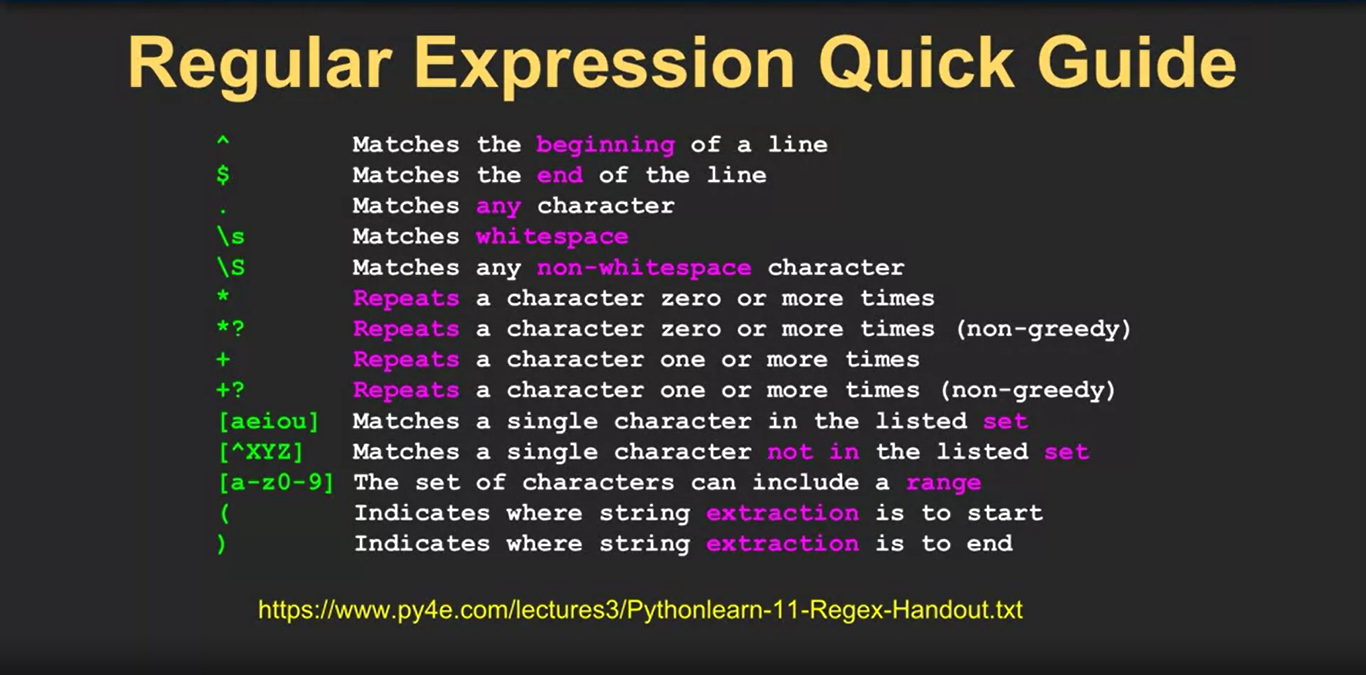 Regular Expression Quick Guide
^ Matches the beginning of a line
$ Matches the end of the line
. Matches any character
\s Matches whitespace
\S Matches any non-whitespace character
* Repeats a character zero or more times
*? Repeats a character zero or more times (non-greedy)
+ Repeats a character one or more times
+? Repeats a character one or more times (non-greedy)
[aeiou] Matches a single character in the listed set
[^XYZ] Matches a single character not in the listed set
[a-z0-9] The set of characters can include a range
( Indicates where string extraction is to start
) Indicates where string extraction is to end
https://www.py4e.com/lectures3/Pythonlearn-11-Regex-Handout.txt